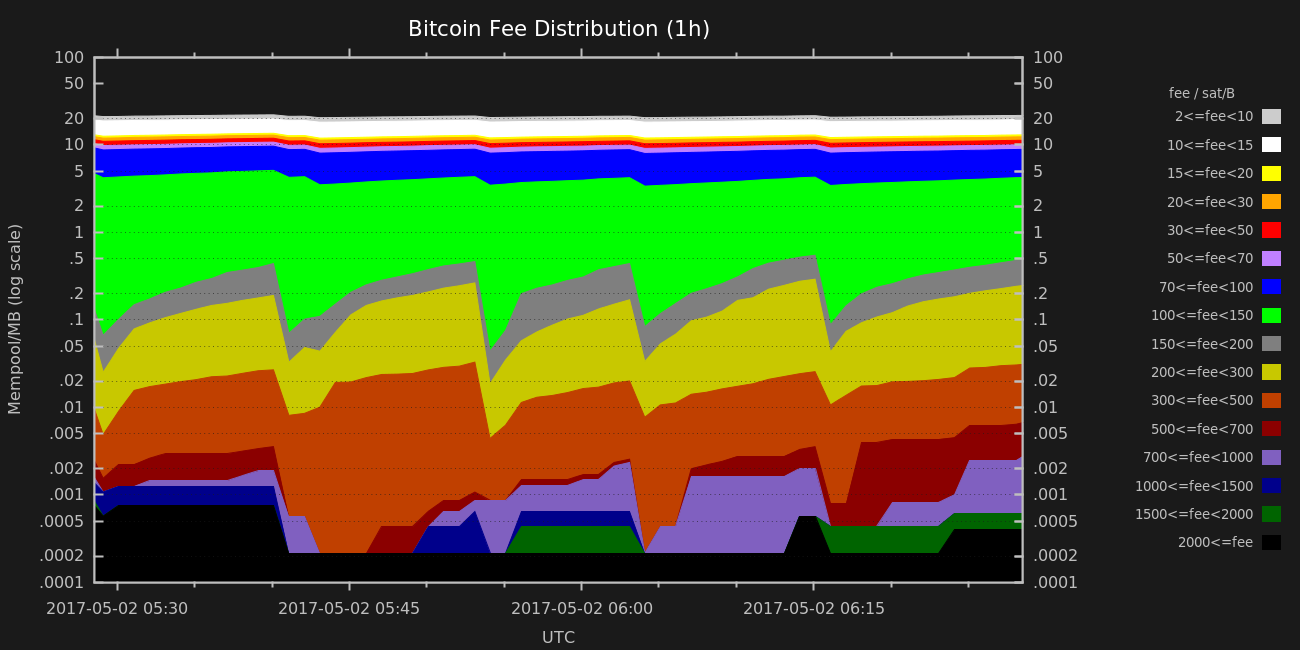 Bitcoin Fee Distribution (1h)
100 100
50 50
20 20
10 10
5 5
2 2
1 1
.5 .5
.2 .2
.1 .1
.05 .05
.02 .02
.01 .01
.005 .005
.002 .002
.001 .001
.0005 .0005
.0002 .0002
.0001 .0001
Mempool/MB (log scale)
2017-05-02 05:30 2017-05-02 05:45 2017-05-02 06:00 2017-05-02 06:15
UTC
fee / sat/B
2<=fee<10
10<=fee<15
15<=fee<20
20<=fee<30
30<=fee<50
50<=fee<70
70<=fee<100
100<=fee<150
150<=fee<200
200<=fee<300
300<=fee<500
500<=fee<700
700<=fee<1000
1000<=fee<1500
1500<=fee<2000
2000<=fee